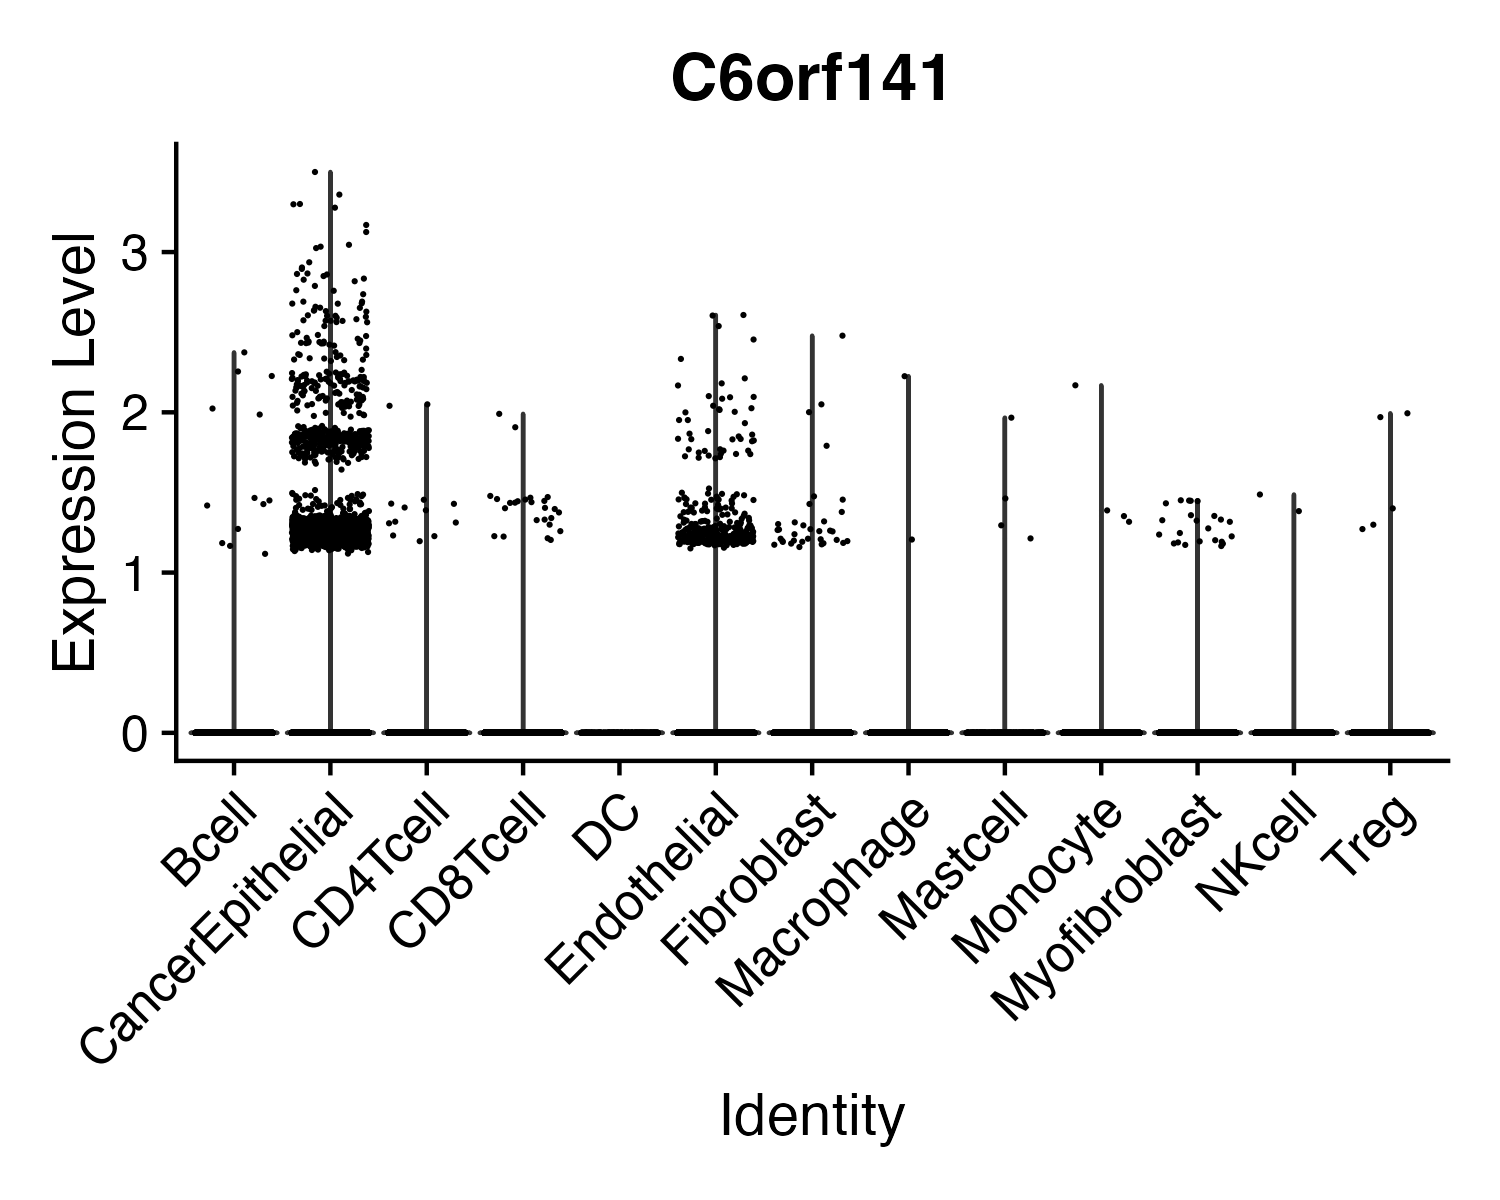 C6orf141
Expression Level
3
2
1
0
Bcell
CancerEpithelial
CD4Tcell
CD8Tcell
DC
Endothelial
Fibroblast
Macrophage
Mastcell
Monocyte
Myofibroblast
NKcell
Treg
Identity